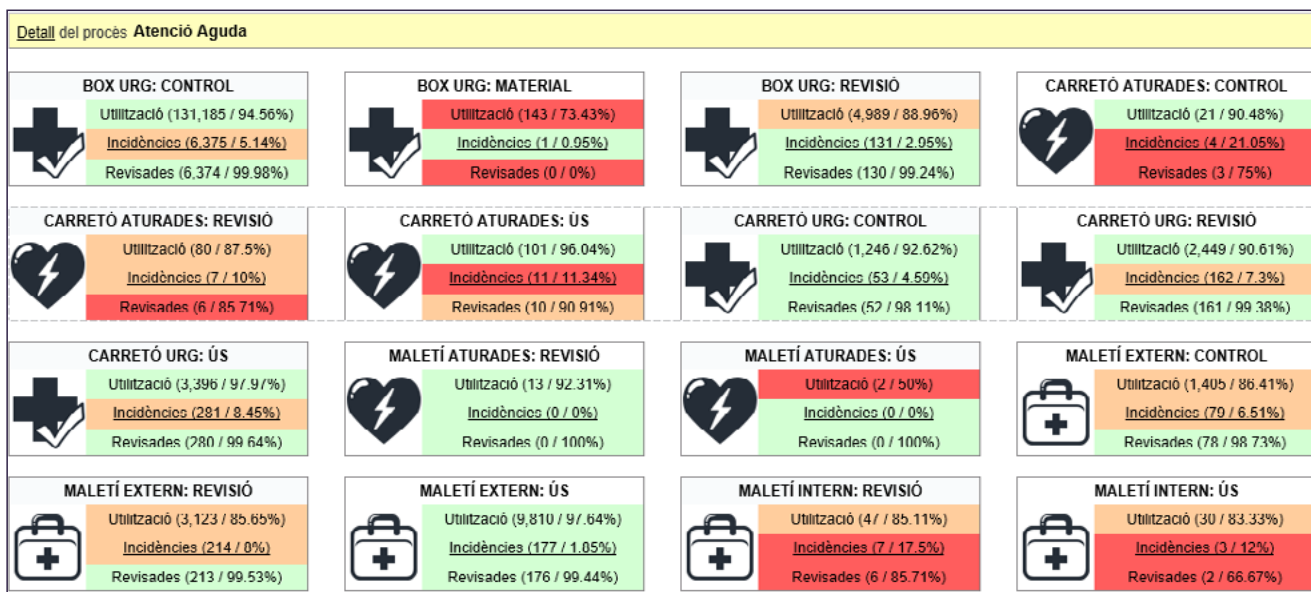 Detall del procès Atenció Aguda
BOX URG: CONTROL
Utilització (131,185 / 94.56%)
Incidències (6,375 / 5.14%)
Revisades (6,374 / 99.98%)
BOX URG: MATERIAL
Utilització (143 / 73.43%)
Incidències (1 / 0.95%)
Revisades (0 / 0%)
BOX URG: REVISIÓ
Utilització (4,989 / 88.96%)
Incidències (131 / 2.95%)
Revisades (130 / 99.24%)
CARRETÓ ATURADES: CONTROL
Utilització (21 / 90.48%)
Incidències (4 / 21.05%)
Revisades (3 / 75%)
CARRETÓ ATURADES: REVISIÓ
Utilització (80 / 87.5%)
Incidències (7 / 10%)
Revisades (6 / 85.71%)
CARRETÓ ATURADES: ÚS
Utilització (101 / 96.04%)
Incidències (11 / 11.34%)
Revisades (10 / 90.91%)
CARRETÓ URG: CONTROL
Utilització (1,246 / 92.62%)
Incidències (53 / 4.59%)
Revisades (52 / 98.11%)
CARRETÓ URG: REVISIÓ
Utilització (2,449 / 90.61%)
Incidències (162 / 7.3%)
Revisades (161 / 99.38%)
CARRETÓ URG: ÚS
Utilització (3,396 / 97.97%)
Incidències (281 / 8.45%)
Revisades (280 / 99.64%)
MALETÍ ATURADES: REVISIÓ
Utilització (13 / 92.31%)
Incidències (0 / 0%)
Revisades (0 / 100%)
MALETÍ ATURADES: ÚS
Utilització (2 / 50%)
Incidències (0 / 0%)
Revisades (0 / 100%)
MALETÍ EXTERN: CONTROL
Utilització (1,405 / 86.41%)
Incidències (79 / 6.51%)
Revisades (78 / 98.73%)
MALETÍ EXTERN: REVISIÓ
Utilització (3,123 / 85.65%)
Incidències (214 / 8%)
Revisades (213 / 99.53%)
MALETÍ EXTERN: ÚS
Utilització (9,810 / 97.64%)
Incidències (177 / 1.85%)
Revisades (176 / 99.44%)
MALETÍ INTERN: REVISIÓ
Utilització (47 / 85.11%)
Incidències (7 / 17.5%)
Revisades (6 / 85.71%)
MALETÍ INTERN: ÚS
Utilització (30 / 83.33%)
Incidències (3 / 12%)
Revisades (2 / 66.67%)